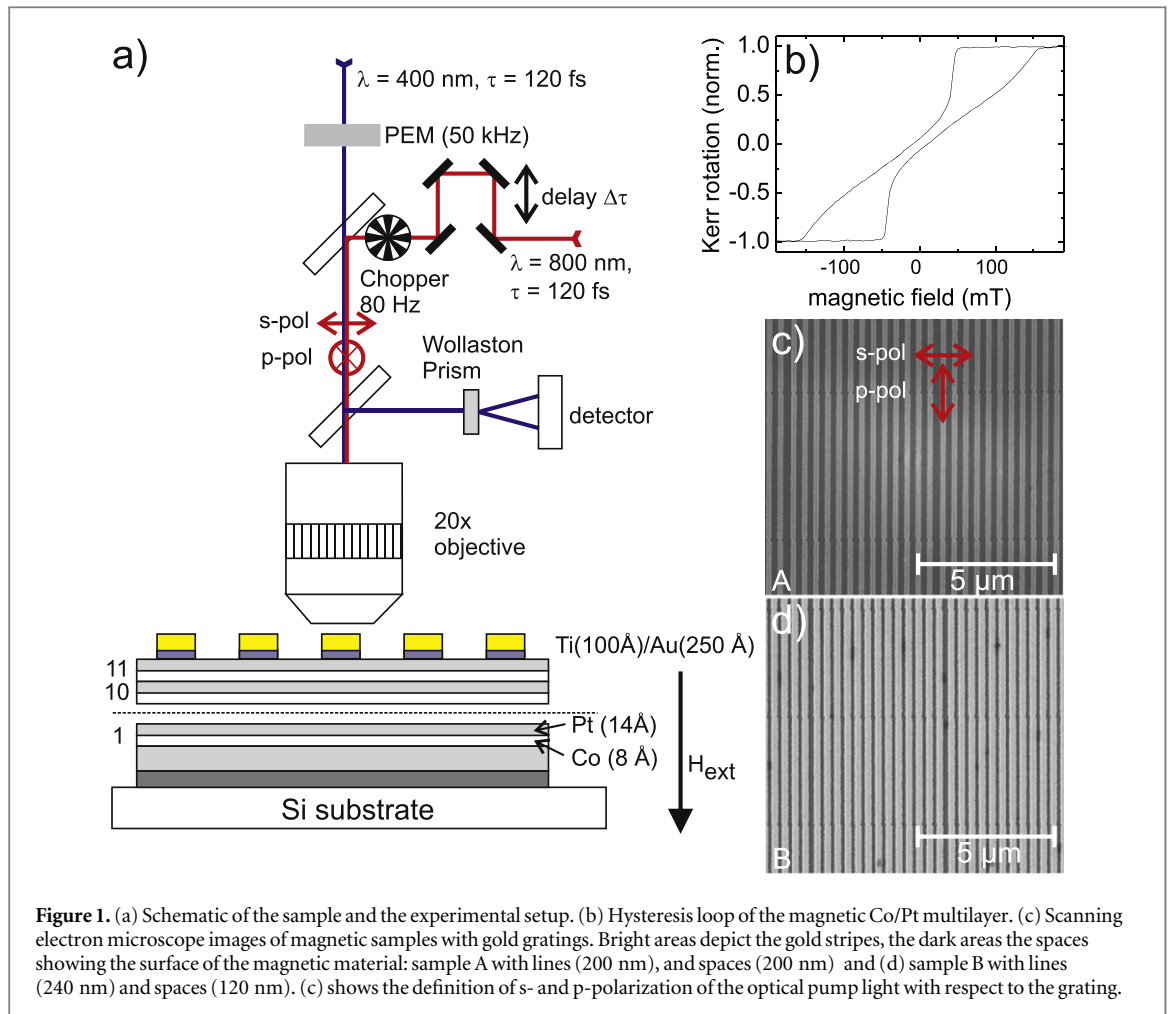 a)
λ = 400 nm, τ = 120 fs
PEM (50 kHz)
delay Δτ
λ = 800 nm,
τ = 120 fs
Chopper
80 Hz
s-pol
p-pol
Wollaston
Prism
detector
20x
objective
Ti(100Å)/Au(250 Å)
11
10
1
Pt (14Å)
Co (8 Å)
Hext
Si substrate
b)
Kerr rotation (norm.)
1.0
0.5
0.0
-0.5
-1.0
-100
0
100
magnetic field (mT)
c)
s-pol
p-pol
5 µm
A
d)
5 µm
B
Figure 1. (a) Schematic of the sample and the experimental setup. (b) Hysteresis loop of the magnetic Co/Pt multilayer. (c) Scanning
electron microscope images of magnetic samples with gold gratings. Bright areas depict the gold stripes, the dark areas the spaces
showing the surface of the magnetic material: sample A with lines (200 nm), and spaces (200 nm) and (d) sample B with lines
(240 nm) and spaces (120 nm). (c) shows the definition of s- and p-polarization of the optical pump light with respect to the grating.